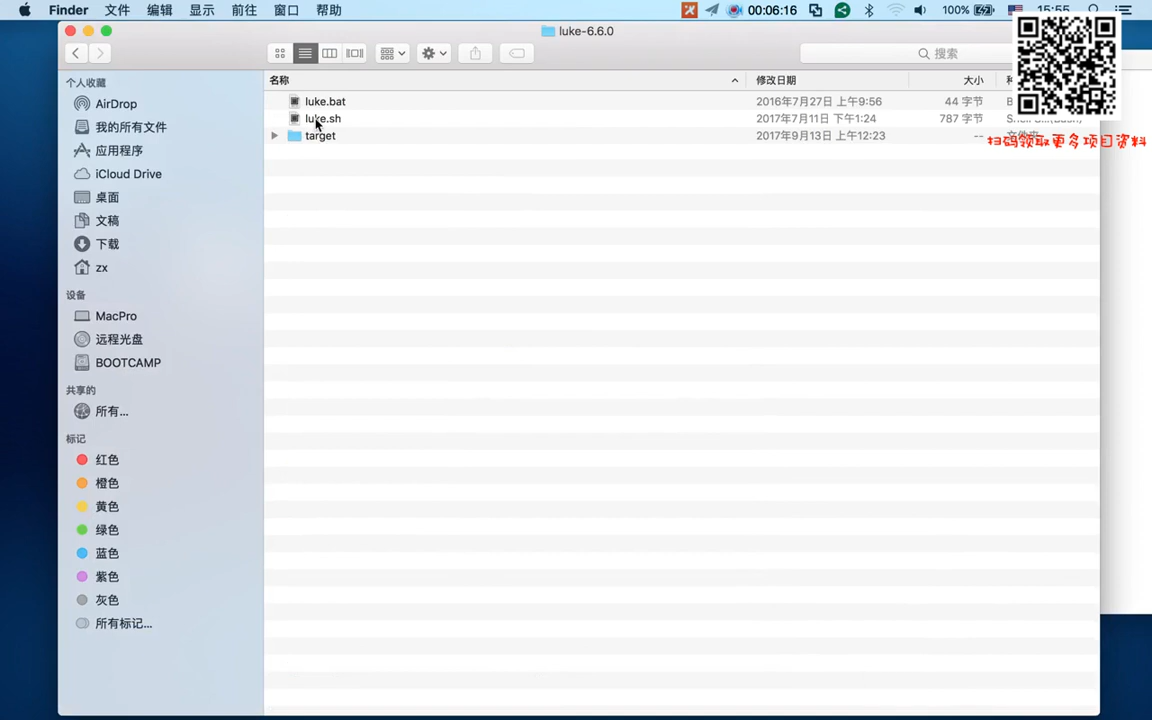 Finder 文件 编辑 显示 前往 窗口 帮助 00:06:16 100% 15:55
luke-6.6.0
搜索
个人收藏
AirDrop
我的所有文件
应用程序
iCloud Drive
桌面
文稿
下载
zx
设备
MacPro
远程光盘
BOOTCAMP
共享的
所有...
标记
红色
橙色
黄色
绿色
蓝色
紫色
灰色
所有标记...
名称 修改日期 大小
luke.bat 2016年7月27日 上午9:56 44 字节
luke.sh 2017年7月11日 下午1:24 787 字节
target 2017年9月13日 上午12:23 --
扫码领取更多项目资料